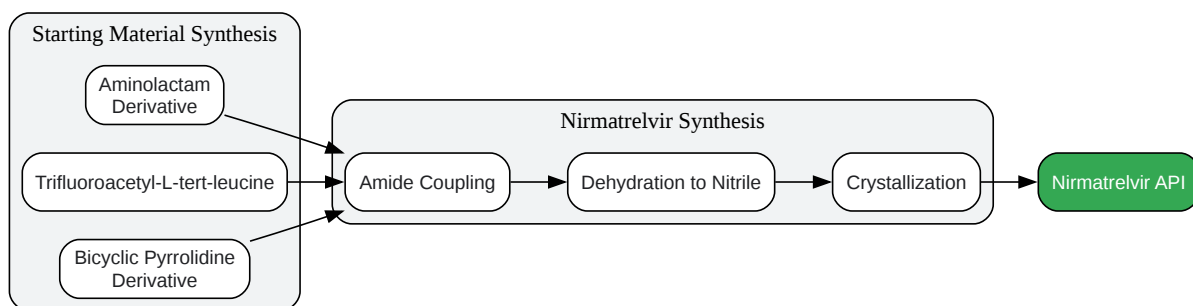 Starting Material Synthesis
Aminolactam
Derivative
Trifluoroacetyl-L-tert-leucine
Bicyclic Pyrrolidine
Derivative
Nirmatrelvir Synthesis
Amide Coupling
Dehydration to Nitrile
Crystallization
Nirmatrelvir API